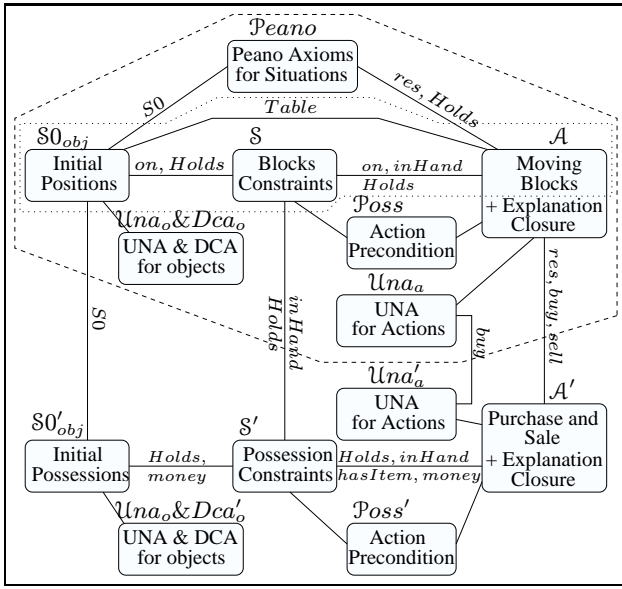 Peano
Peano Axioms
for Situations
S0
res, Holds
Table
S0obj
S
A
Initial
Positions
on, Holds
Blocks
Constraints
on, inHand
Holds
Moving
Blocks
+ Explanation
Closure
Poss
Action
Precondition
Unao&Dcao
UNA & DCA
for objects
Unaa
UNA
for Actions
S0
inHand
Holds
res, buy, sell
buy
Una′a
UNA
for Actions
A′
Purchase and
Sale
+ Explanation
Closure
S0′obj
Initial
Possessions
Holds,
money
S′
Possession
Constraints
Holds, inHand
hasItem, money
Unao&Dca′o
UNA & DCA
for objects
Poss′
Action
Precondition